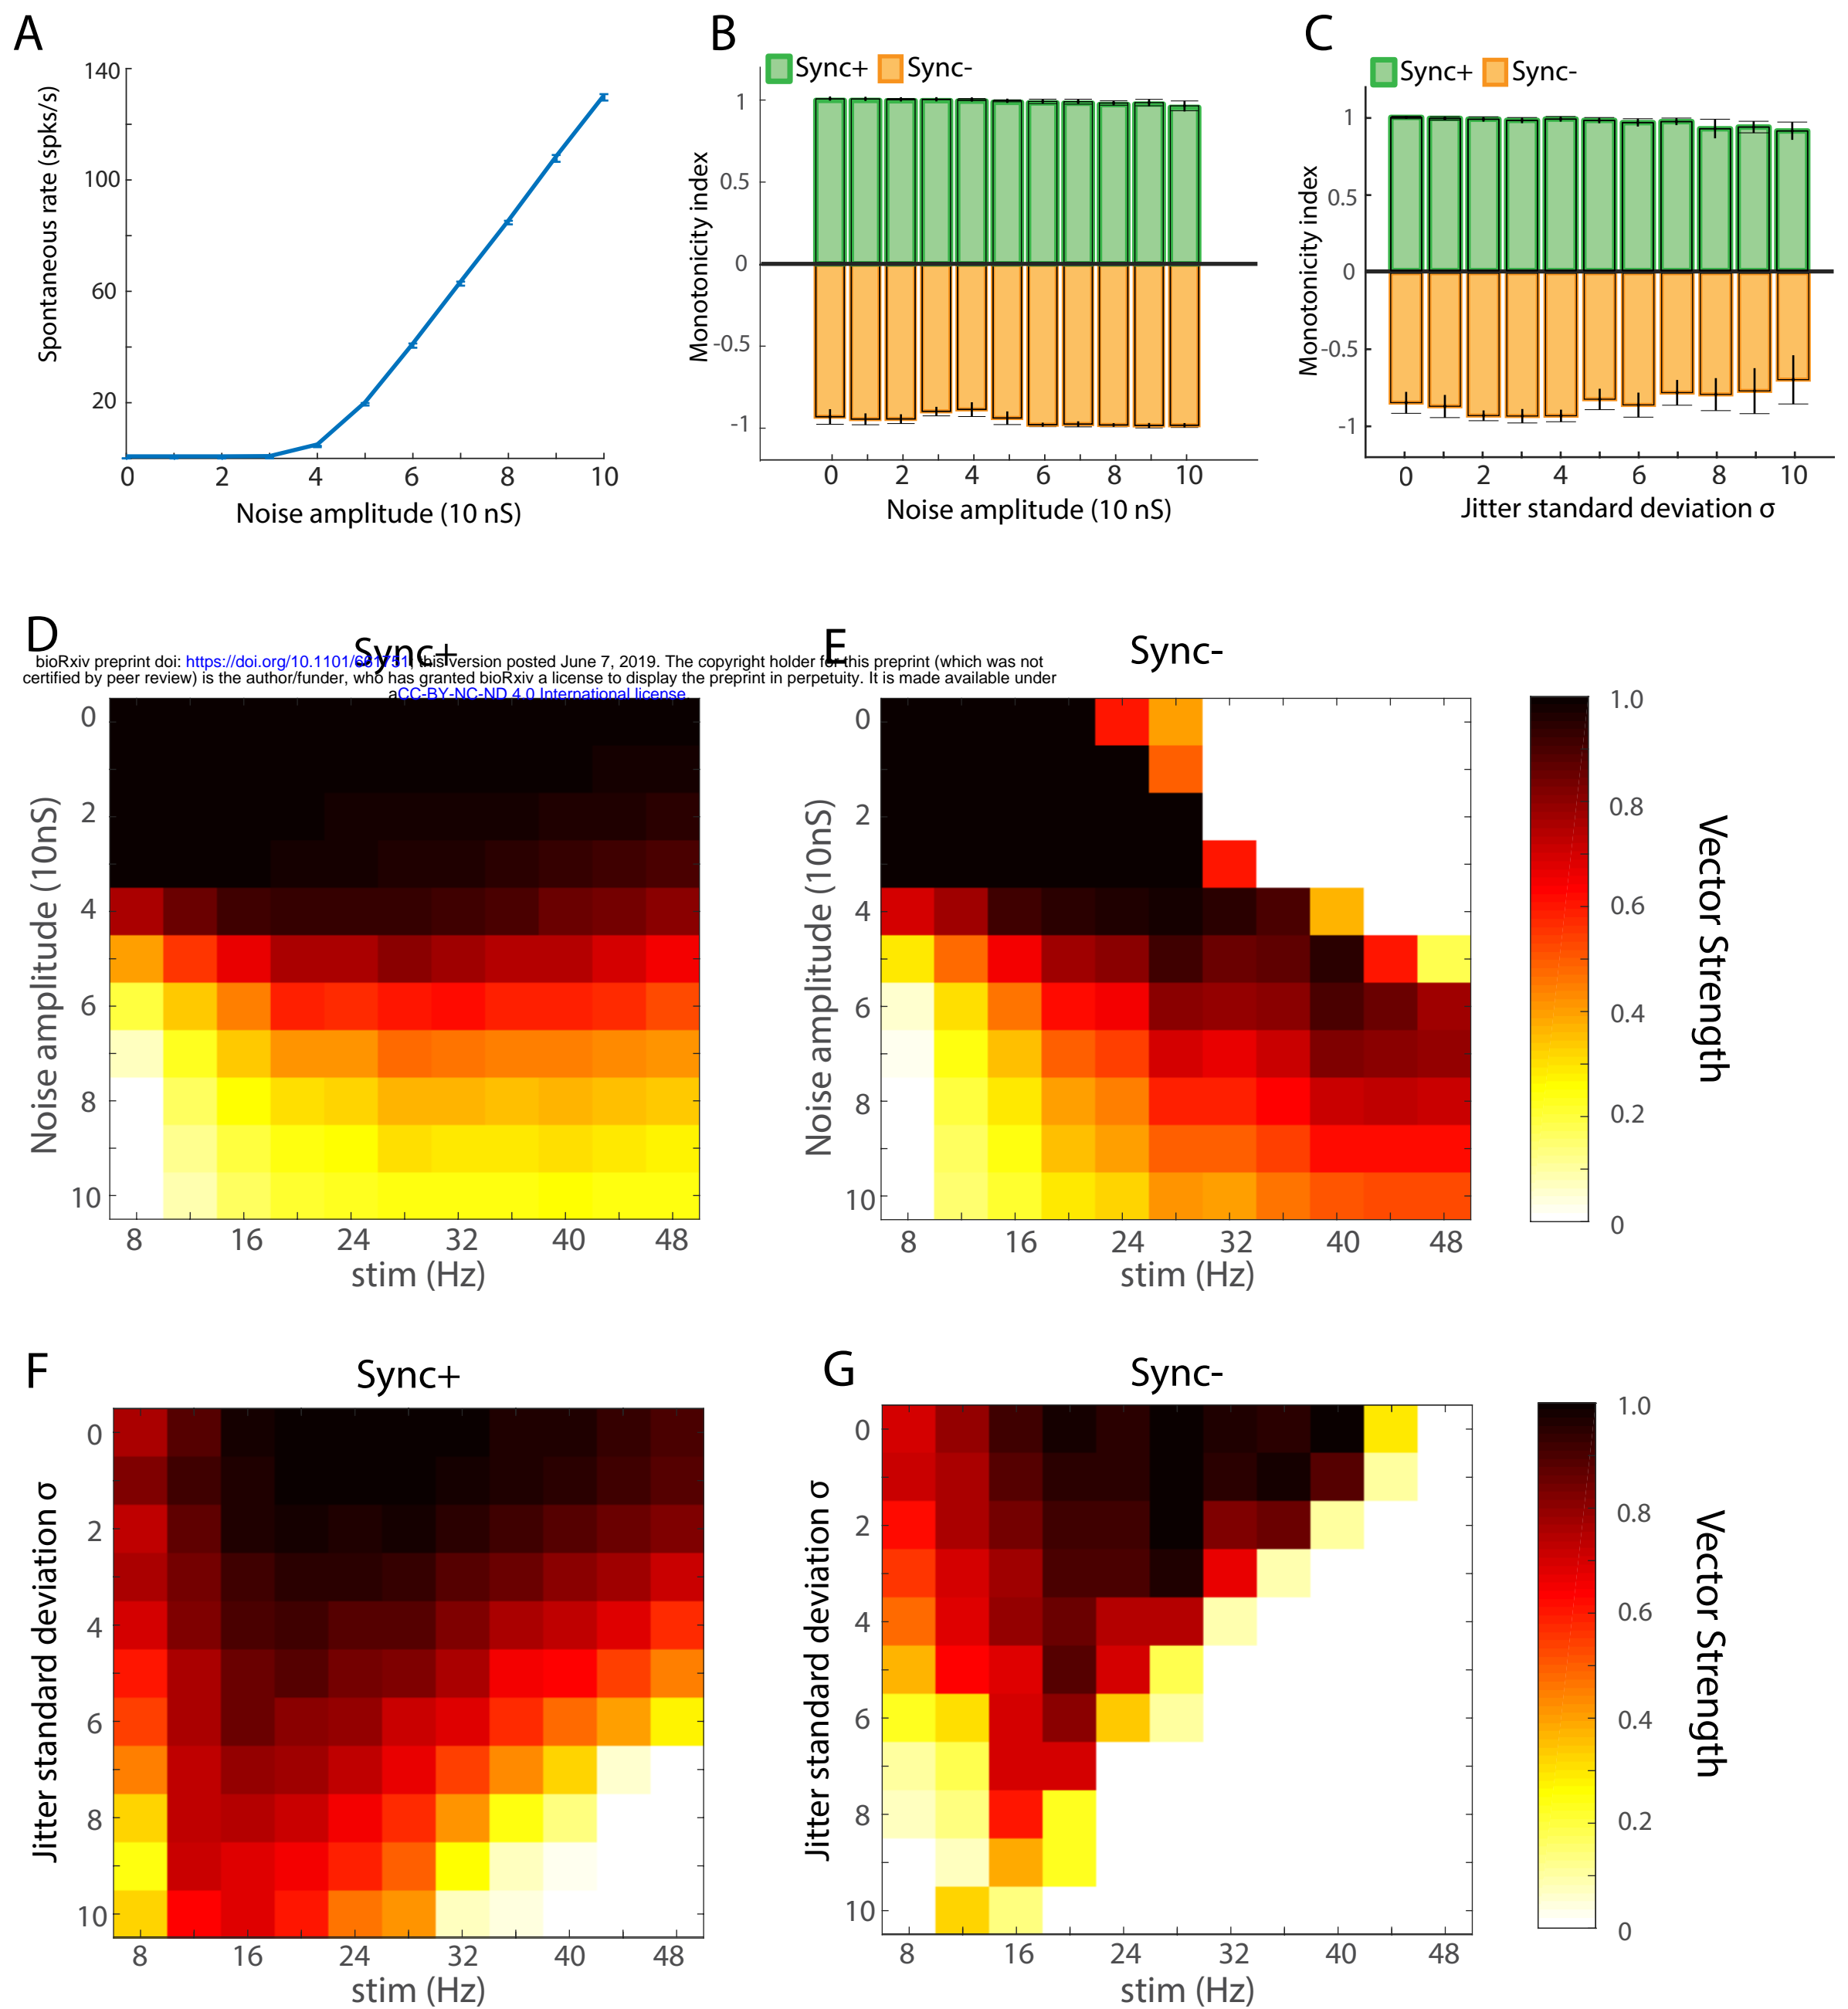 A
140
100
60
20
0 2 4 6 8 10
Spontaneous rate (spks/s)
Noise amplitude (10 nS)
B
Sync+ Sync-
1
0.5
0
-0.5
-1
0 2 4 6 8 10
Monotonicity index
Noise amplitude (10 nS)
C
Sync+ Sync-
1
0.5
0
-0.5
-1
0 2 4 6 8 10
Monotonicity index
Jitter standard deviation σ
D
Sync+
bioRxiv preprint doi: https://doi.org/10.1101/661751; this version posted June 7, 2019. The copyright holder for this preprint (which was not
certified by peer review) is the author/funder, who has granted bioRxiv a license to display the preprint in perpetuity. It is made available under
aCC-BY-NC-ND 4.0 International license.
0
2
4
6
8
10
8 16 24 32 40 48
Noise amplitude (10nS)
stim (Hz)
E
Sync-
0
2
4
6
8
10
8 16 24 32 40 48
Noise amplitude (10nS)
stim (Hz)
1.0
0.8
0.6
0.4
0.2
0
Vector Strength
F
Sync+
0
2
4
6
8
10
8 16 24 32 40 48
Jitter standard deviation σ
stim (Hz)
G
Sync-
0
2
4
6
8
10
8 16 24 32 40 48
Jitter standard deviation σ
stim (Hz)
1.0
0.8
0.6
0.4
0.2
0
Vector Strength